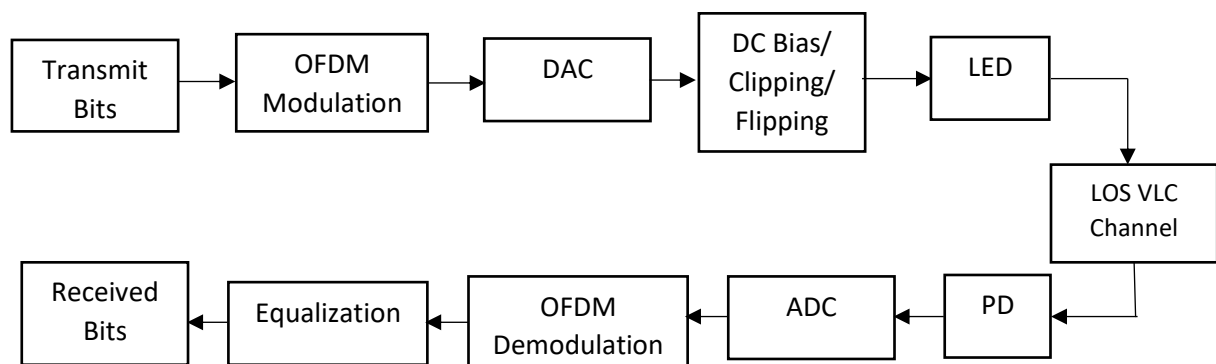 Transmit
Bits
OFDM
Modulation
DAC
DC Bias/
Clipping/
Flipping
LED
LOS VLC
Channel
PD
ADC
OFDM
Demodulation
Equalization
Received
Bits